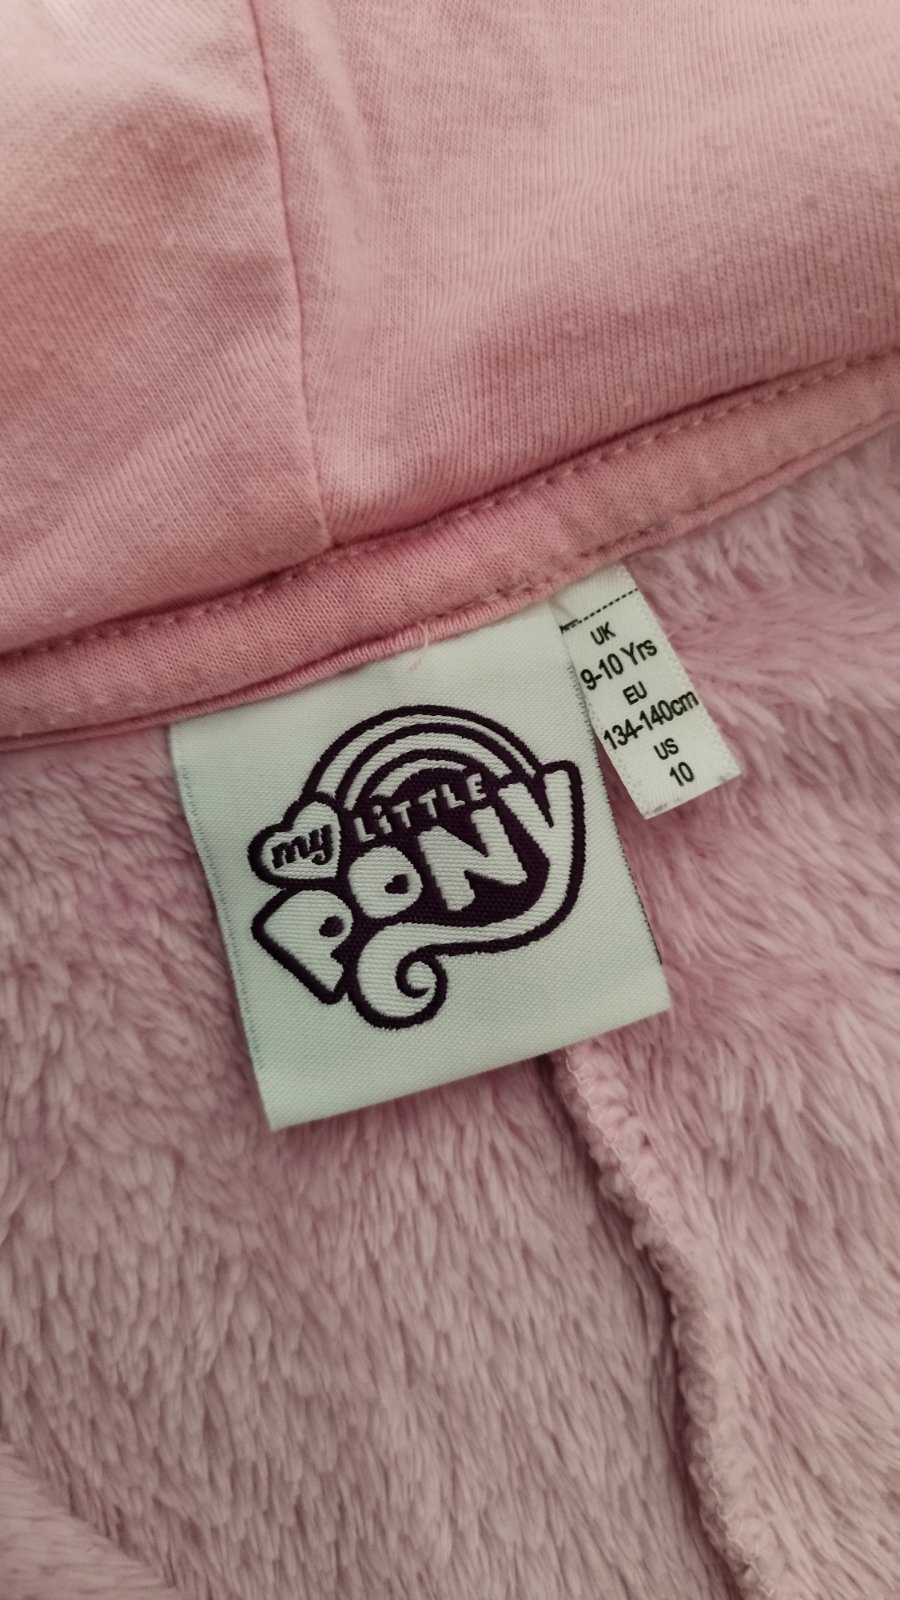 my LiTTLE
PONY
UK
9-10 Yrs
EU
134-140cm
US
10